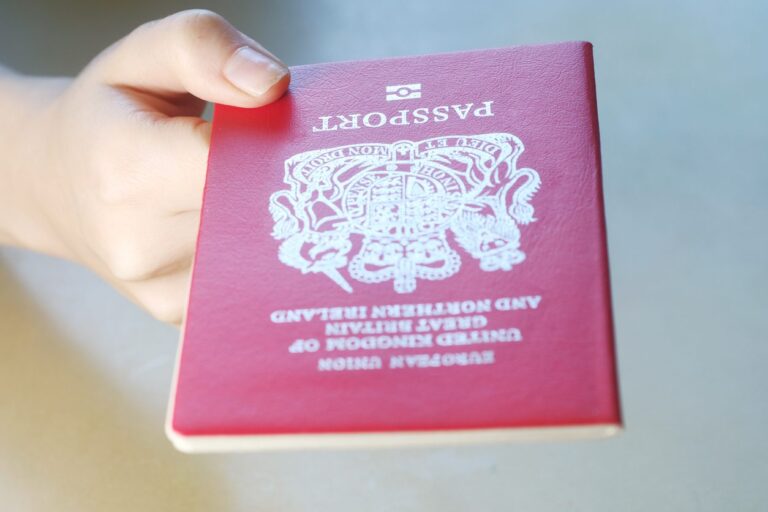 EUROPEAN UNION
UNITED KINGDOM OF
GREAT BRITAIN
AND NORTHERN IRELAND
DIEU ET MON DROIT
PASSPORT